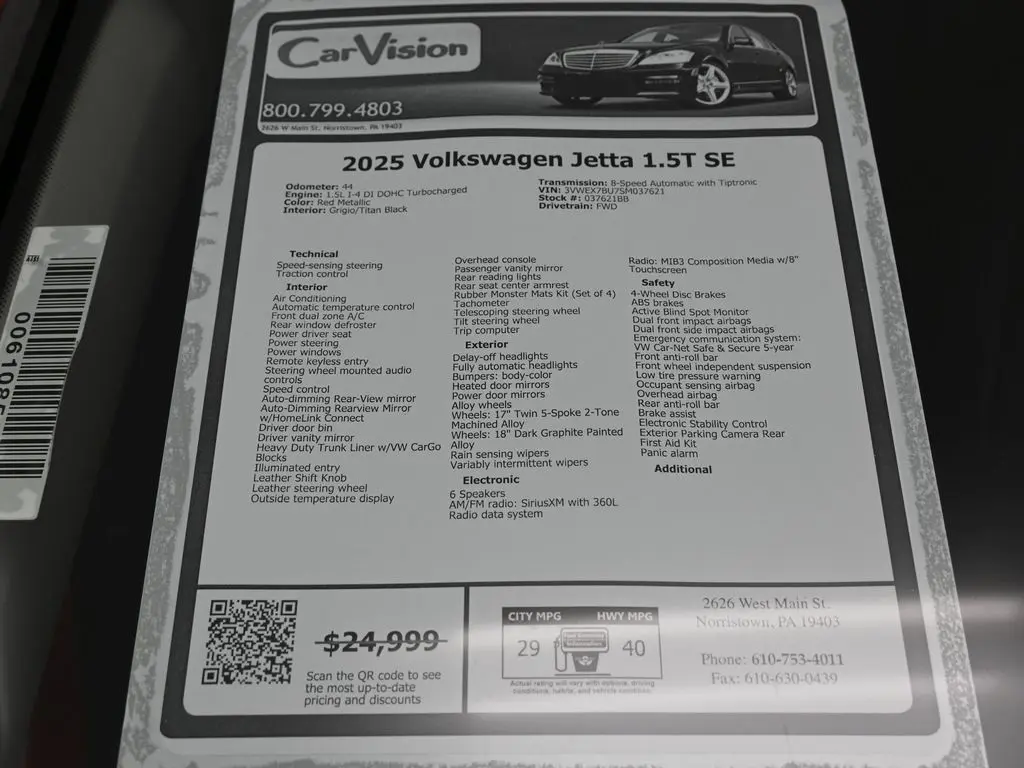 CarVision
800.799.4803
2626 W Main St, Norristown, PA 19403
2025 Volkswagen Jetta 1.5T SE
Odometer: 44
Engine: 1.5L I-4 DI DOHC Turbocharged
Color: Red Metallic
Interior: Grigio/Titan Black
Transmission: 8-Speed Automatic with Tiptronic
VIN: 3VWEX7BU7SM037621
Stock #: 037621BB
Drivetrain: FWD
Technical
Speed-sensing steering
Traction control
Interior
Air Conditioning
Automatic temperature control
Front dual zone A/C
Rear window defroster
Power driver seat
Power steering
Power windows
Remote keyless entry
Steering wheel mounted audio
controls
Speed control
Auto-dimming Rear-View mirror
Auto-Dimming Rearview Mirror
w/HomeLink Connect
Driver door bin
Driver vanity mirror
Heavy Duty Trunk Liner w/VW CarGo
Blocks
Illuminated entry
Leather Shift Knob
Leather steering wheel
Outside temperature display
Overhead console
Passenger vanity mirror
Rear reading lights
Rear seat center armrest
Rubber Monster Mats Kit (Set of 4)
Tachometer
Telescoping steering wheel
Tilt steering wheel
Trip computer
Exterior
Delay-off headlights
Fully automatic headlights
Bumpers: body-color
Heated door mirrors
Power door mirrors
Alloy wheels
Wheels: 17" Twin 5-Spoke 2-Tone
Machined Alloy
Wheels: 18" Dark Graphite Painted
Alloy
Rain sensing wipers
Variably intermittent wipers
Electronic
6 Speakers
AM/FM radio: SiriusXM with 360L
Radio data system
Radio: MIB3 Composition Media w/8"
Touchscreen
Safety
4-Wheel Disc Brakes
ABS brakes
Active Blind Spot Monitor
Dual front impact airbags
Dual front side impact airbags
Emergency communication system:
VW Car-Net Safe & Secure 5-year
Front anti-roll bar
Front wheel independent suspension
Low tire pressure warning
Occupant sensing airbag
Overhead airbag
Rear anti-roll bar
Brake assist
Electronic Stability Control
Exterior Parking Camera Rear
First Aid Kit
Panic alarm
Additional
$24,999
Scan the QR code to see
the most up-to-date
pricing and discounts
CITY MPG
HWY MPG
29
40
Actual rating will vary with options, driving
conditions, habits, and vehicle condition.
2626 West Main St.
Norristown, PA 19403
Phone: 610-753-4011
Fax: 610-630-0439